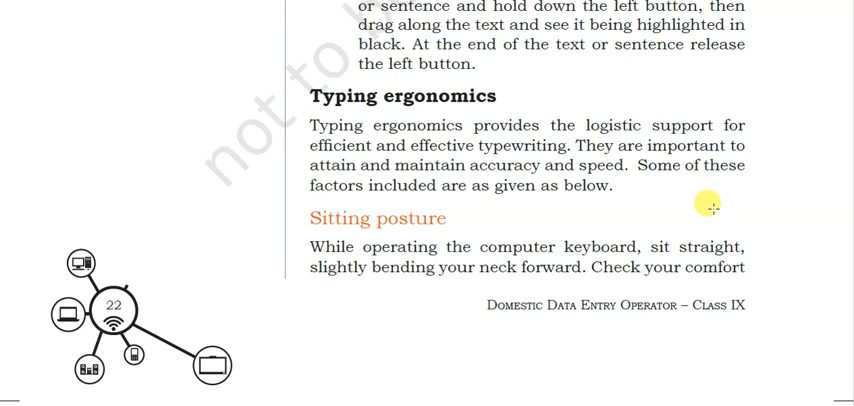 or sentence and hold down the left button, then
drag along the text and see it being highlighted in
black. At the end of the text or sentence release
the left button.
Typing ergonomics
Typing ergonomics provides the logistic support for
efficient and effective typewriting. They are important to
attain and maintain accuracy and speed. Some of these
factors included are as given as below.
Sitting posture
While operating the computer keyboard, sit straight,
slightly bending your neck forward. Check your comfort
22
DOMESTIC DATA ENTRY OPERATOR – CLASS IX
not to b